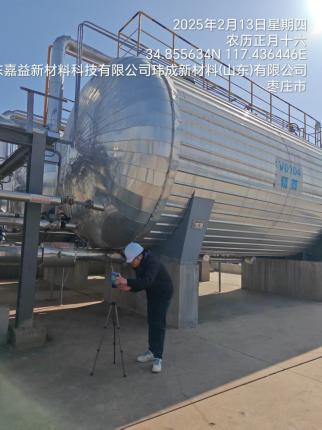 2025年2月13日星期四
农历正月十六
34.855634N 117.436446E
东嘉益新材料科技有限公司玮成新材料(山东)有限公司
枣庄市
V0104